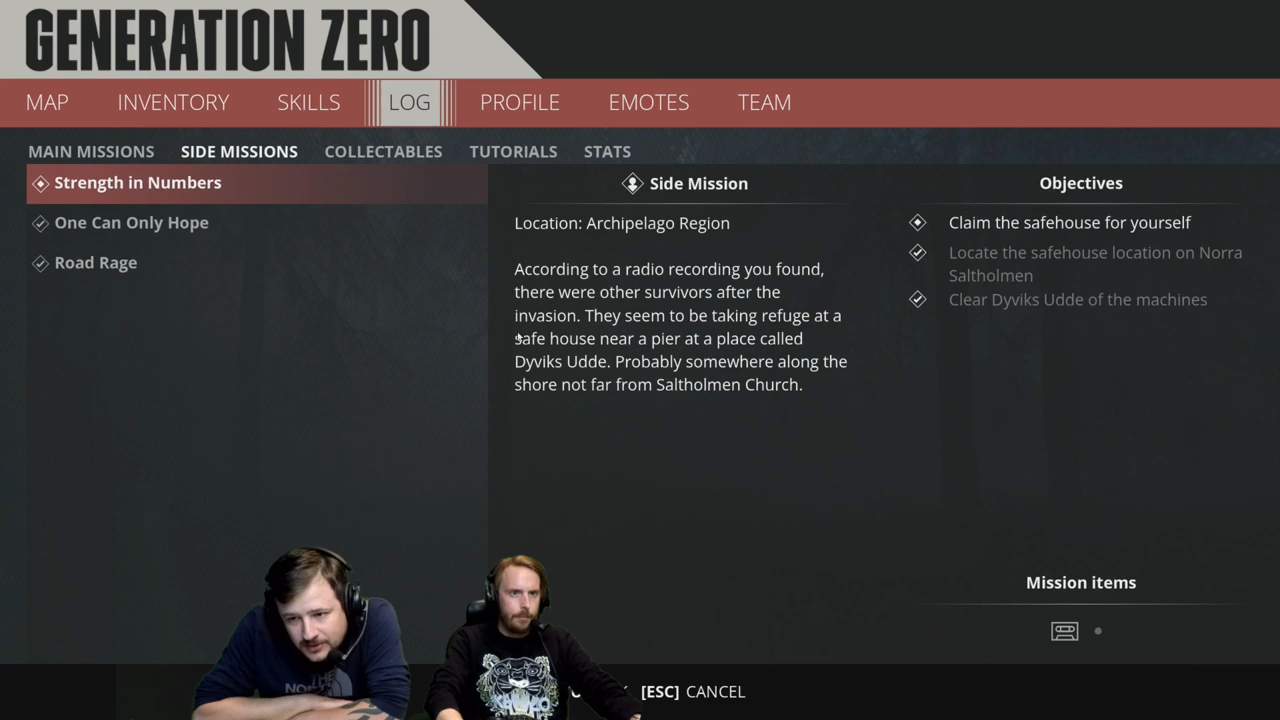 GENERATION ZERO
MAP INVENTORY SKILLS LOG PROFILE EMOTES TEAM
MAIN MISSIONS SIDE MISSIONS COLLECTABLES TUTORIALS STATS
Strength in Numbers
One Can Only Hope
Road Rage
Side Mission
Location: Archipelago Region
According to a radio recording you found,
there were other survivors after the
invasion. They seem to be taking refuge at a
safe house near a pier at a place called
Dyviks Udde. Probably somewhere along the
shore not far from Saltholmen Church.
Objectives
Claim the safehouse for yourself
Locate the safehouse location on Norra
Saltholmen
Clear Dyviks Udde of the machines
Mission items
[ESC] CANCEL
THE